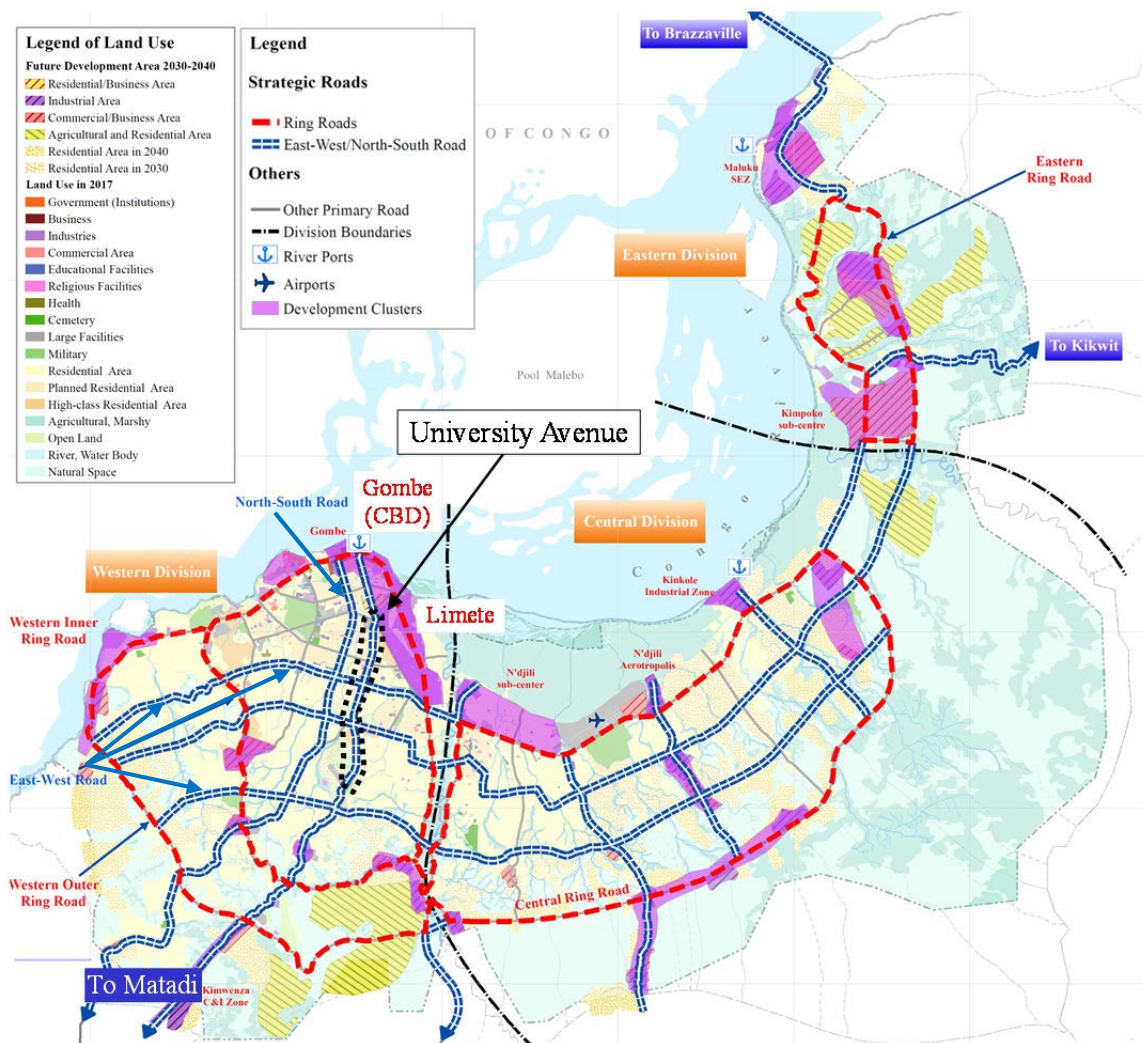 Legend of Land Use
Future Development Area 2030-2040
Residential/Business Area
Industrial Area
Commercial/Business Area
Agricultural and Residential Area
Residential Area in 2040
Residential Area in 2030
Land Use in 2017
Government (Institutions)
Business
Industries
Commercial Area
Educational Facilities
Religious Facilities
Health
Cemetery
Large Facilities
Military
Residential Area
Planned Residential Area
High-class Residential Area
Agricultural, Marshy
Open Land
River, Water Body
Natural Space
Legend
Strategic Roads
Ring Roads
East-West/North-South Road
Others
Other Primary Road
Division Boundaries
River Ports
Airports
Development Clusters
To Brazzaville
OF CONGO
Maluku
SEZ
Eastern
Ring Road
Eastern Division
To Kikwit
Pool Malebo
Kimpoko
sub-centre
University Avenue
North-South Road
Gombe
(CBD)
Gombe
Central Division
Congo
Western Division
Kinkole
Industrial Zone
Limete
Western Inner
Ring Road
N'djili
sub-center
N'djili
Aerotropolis
East-West Road
Western Outer
Ring Road
Central Ring Road
To Matadi
Kimwenza
C&I Zone